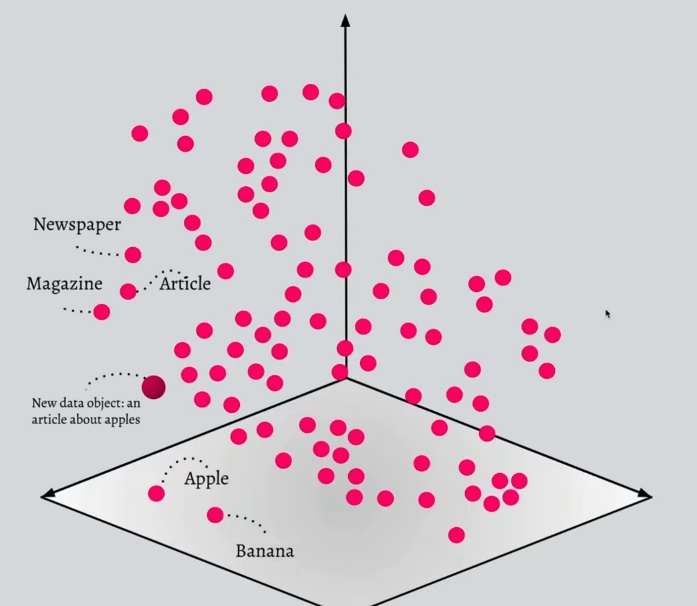 Newspaper
Magazine
Article
New data object: an
article about apples
Apple
Banana